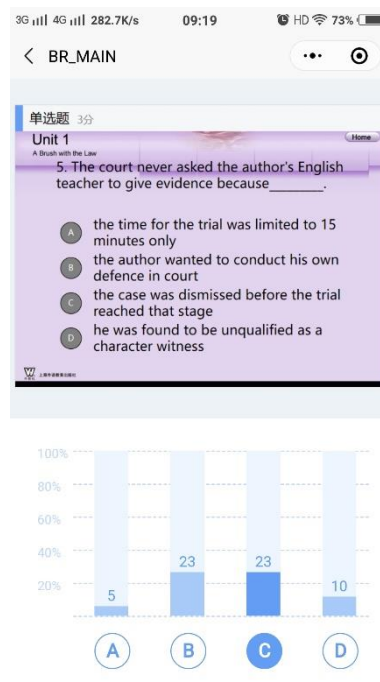 3G 4G 282.7K/s 09:19 HD 73%
BR_MAIN
单选题 3分
Unit 1
Home
A Brush with the Law
5. The court never asked the author's English
teacher to give evidence because________.
A the time for the trial was limited to 15
minutes only
B the author wanted to conduct his own
defence in court
C the case was dismissed before the trial
reached that stage
D he was found to be unqualified as a
character witness
100%
80%
60%
40%
20%
5 23 23 10
A B C D